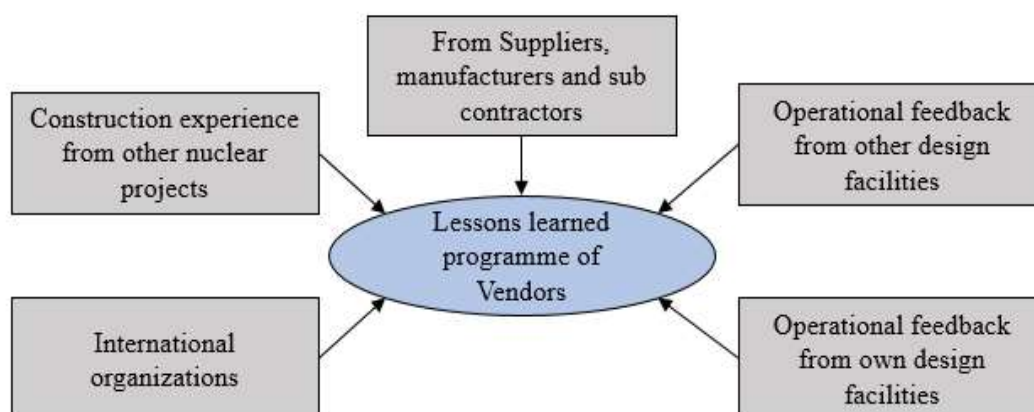 From Suppliers,
manufacturers and sub
contractors
Construction experience
from other nuclear
projects
Operational feedback
from other design
facilities
Lessons learned
programme of
Vendors
International
organizations
Operational feedback
from own design
facilities